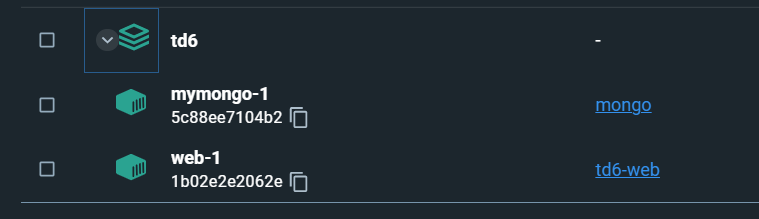 td6 -
mymongo-1
5c88ee7104b2 mongo
web-1
1b02e2e2062e td6-web